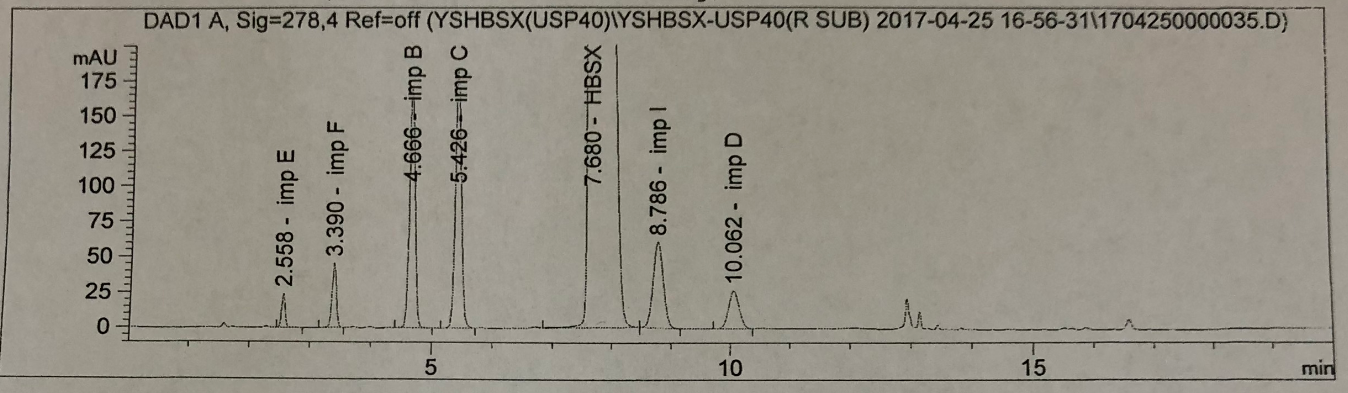 DAD1 A, Sig=278,4 Ref=off (YSHBSX(USP40)\YSHBSX-USP40(R SUB) 2017-04-25 16-56-31\1704250000035.D)
mAU
175
150
125
100
75
50
25
0
2.558 - imp E
3.390 - imp F
4.666 - imp B
5.426 - imp C
7.680 - HBSX
8.786 - imp I
10.062 - imp D
5
10
15
min